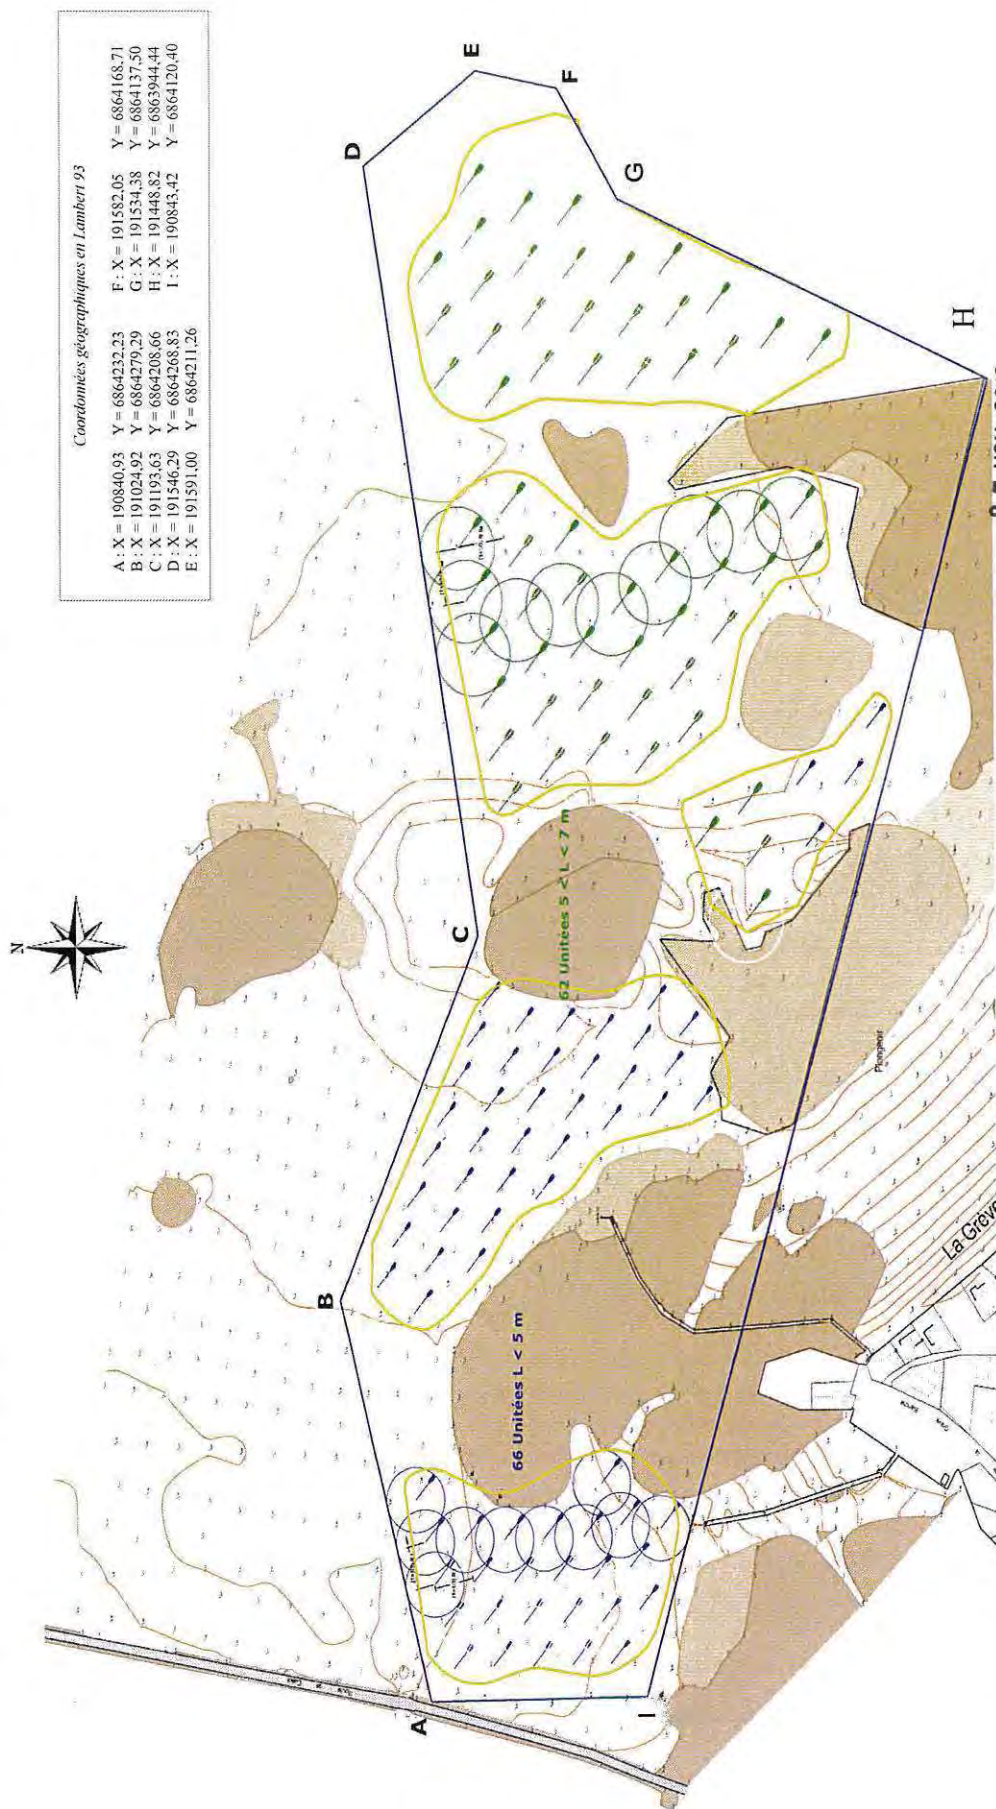 Coordonnées géographiques en Lambert 93
A : X = 190840,93 Y = 6864232,23 F : X = 191582,05 Y = 6864168,71
B : X = 191024,92 Y = 6864279,29 G : X = 191534,38 Y = 6864137,50
C : X = 191193,63 Y = 6864208,66 H : X = 191448,82 Y = 6863944,44
D : X = 191546,29 Y = 6864268,83 I : X = 190843,42 Y = 6864120,40
E : X = 191591,00 Y = 6864211,26
N
A
B
C
D
E
F
G
H
I
66 Unitées L < 5 m
62 Unitées 5 < L < 7 m
Plongeoir
La Grève